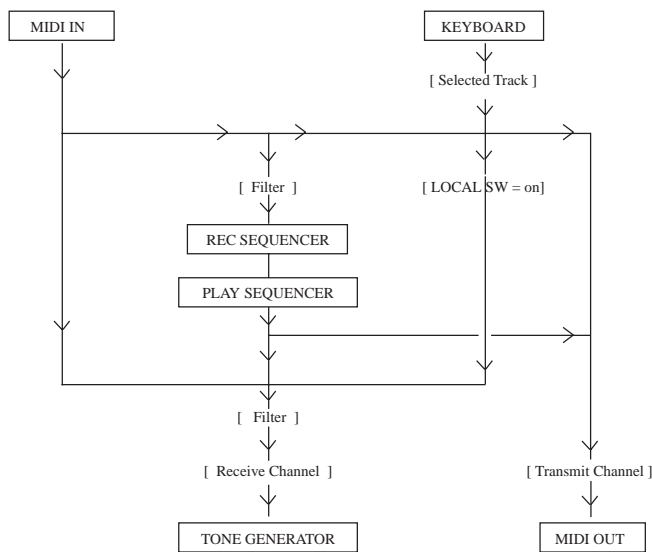 MIDI IN
KEYBOARD
[ Selected Track ]
[ Filter ]
[ LOCAL SW = on]
REC SEQUENCER
PLAY SEQUENCER
[ Filter ]
[ Receive Channel ]
[ Transmit Channel ]
TONE GENERATOR
MIDI OUT